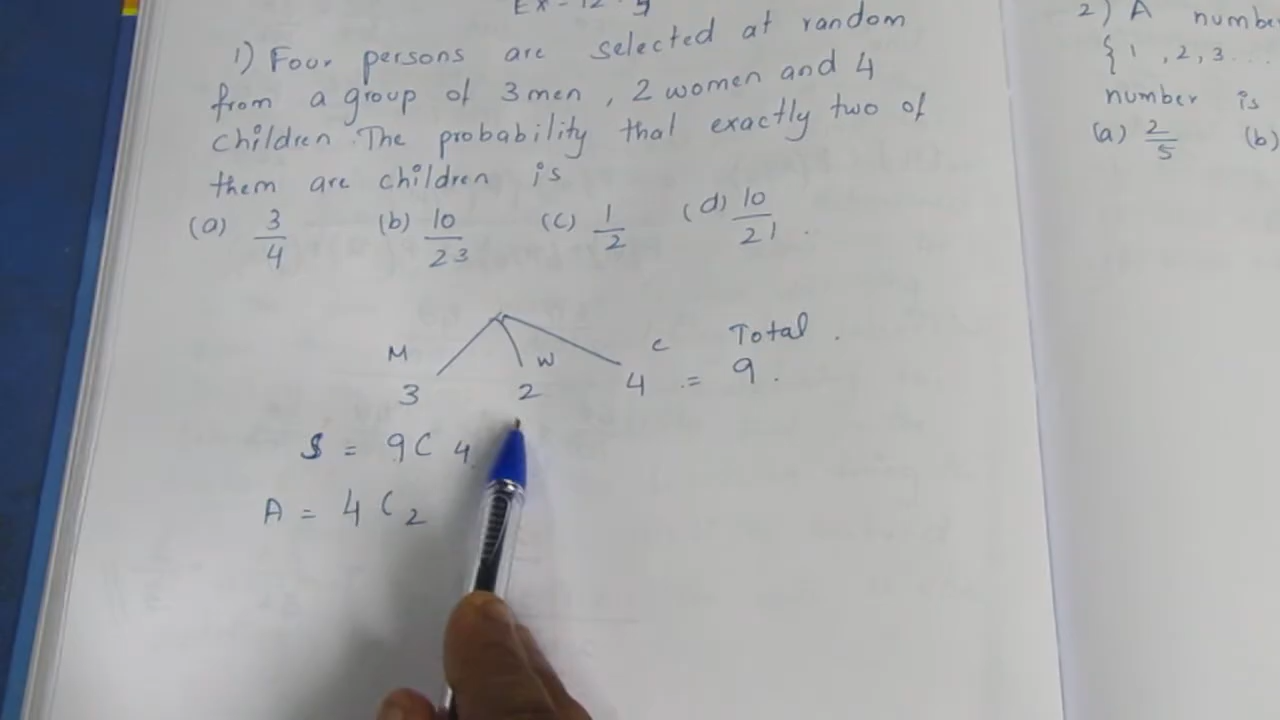 Ex - 12.
1) Four persons are selected at random
from a group of 3 men, 2 women and 4
children. The probability that exactly two of
them are children is
(a) 3/4 (b) 10/23 (c) 1/2 (d) 10/21.
M W C Total.
3 2 4 = 9.
S = 9C4
A = 4C2
2) A
{1, 2, 3...
number is
(a) 2/5 (b)